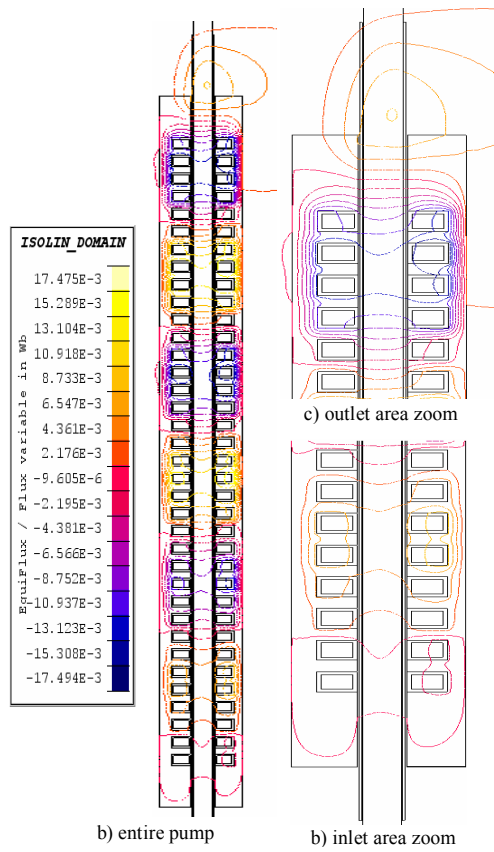 ISOLIN_DOMAIN
17.475E-3
15.289E-3
13.104E-3
10.918E-3
8.733E-3
6.547E-3
4.361E-3
2.176E-3
-9.605E-6
-2.195E-3
-4.381E-3
-6.566E-3
-8.752E-3
-10.937E-3
-13.123E-3
-15.308E-3
-17.494E-3
EquiFlux / Flux variable in Wb
c) outlet area zoom
b) entire pump
b) inlet area zoom